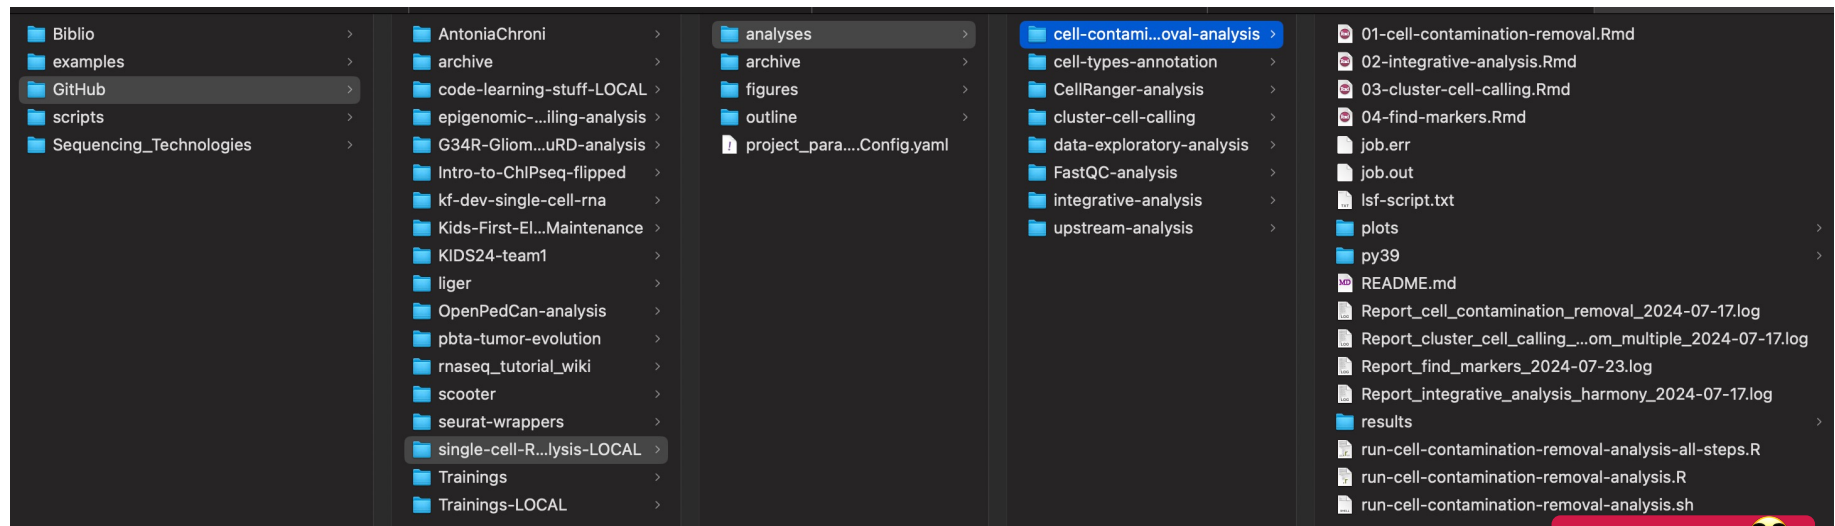 Biblio
examples
GitHub
scripts
Sequencing_Technologies
AntoniaChroni
archive
code-learning-stuff-LOCAL
epigenomic-...iling-analysis
G34R-Gliom...uRD-analysis
Intro-to-ChIPseq-flipped
kf-dev-single-cell-rna
Kids-First-El...Maintenance
KIDS24-team1
liger
OpenPedCan-analysis
pbta-tumor-evolution
rnaseq_tutorial_wiki
scooter
seurat-wrappers
single-cell-R...lysis-LOCAL
Trainings
Trainings-LOCAL
analyses
archive
figures
outline
project_para....Config.yaml
cell-contami...oval-analysis
cell-types-annotation
CellRanger-analysis
cluster-cell-calling
data-exploratory-analysis
FastQC-analysis
integrative-analysis
upstream-analysis
01-cell-contamination-removal.Rmd
02-integrative-analysis.Rmd
03-cluster-cell-calling.Rmd
04-find-markers.Rmd
job.err
job.out
lsf-script.txt
plots
py39
README.md
Report_cell_contamination_removal_2024-07-17.log
Report_cluster_cell_calling_...om_multiple_2024-07-17.log
Report_find_markers_2024-07-23.log
Report_integrative_analysis_harmony_2024-07-17.log
results
run-cell-contamination-removal-analysis-all-steps.R
run-cell-contamination-removal-analysis.R
run-cell-contamination-removal-analysis.sh